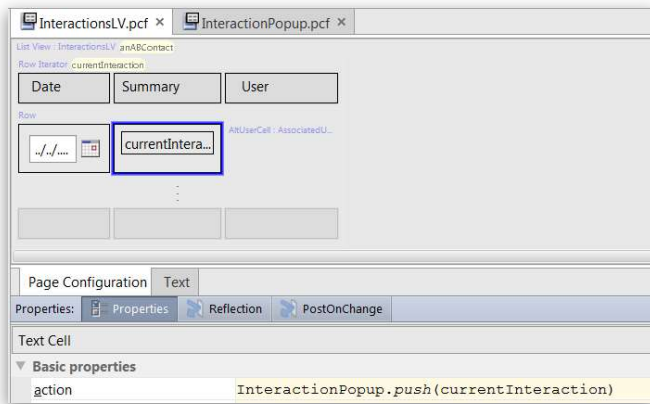 InteractionsLV.pcf × InteractionPopup.pcf ×
List View : InteractionsLV anABContact
Row Iterator currentInteraction
Date Summary User
Row
../../.... currentIntera... AltUserCell : AssociatedU...
Page Configuration Text
Properties: Properties Reflection PostOnChange
Text Cell
Basic properties
action InteractionPopup.push(currentInteraction)